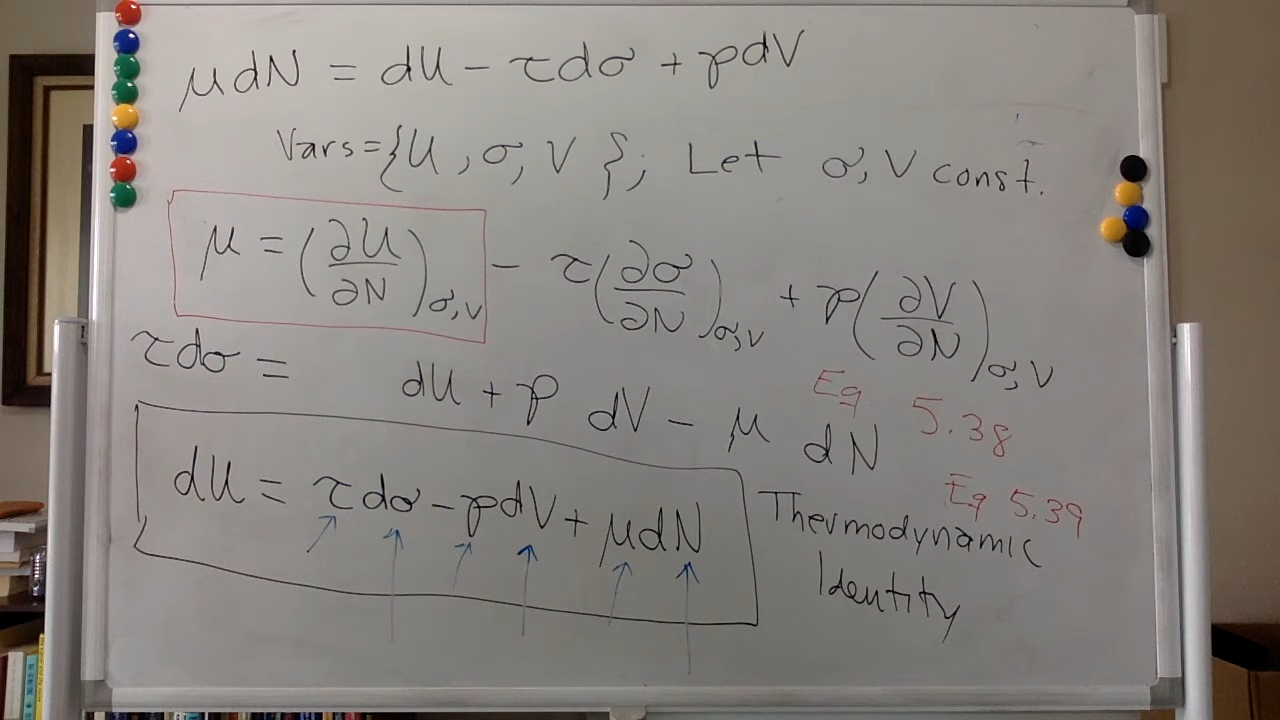 μdN = dU - τdσ + pdV
Vars={U, σ, V}; Let σ, V const.
μ = (∂U/∂N)σ,V - τ(∂σ/∂N)σ,V + p(∂V/∂N)σ,V
τdσ = dU + p dV - μ dN
Eq 5.38
dU = τdσ - pdV + μdN
Eq 5.39
Thermodynamic
Identity